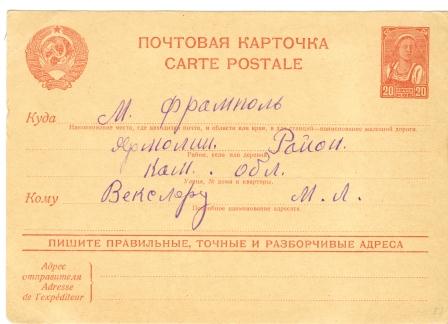 ПОЧТОВАЯ КАРТОЧКА
CARTE POSTALE
20 20
Куда М. Фрамполь
Наименование места, где находится почта, и области или края, а для станций—наименование железной дороги.
Ярмолин. Район.
Район, село или деревня
Кам. обл.
Улица, № дома и квартиры.
Кому Векслеру М. Л.
Подробное наименование адресата.
ПИШИТЕ ПРАВИЛЬНЫЕ, ТОЧНЫЕ И РАЗБОРЧИВЫЕ АДРЕСА
Адрес
отправителя
Adresse
de l'expéditeur